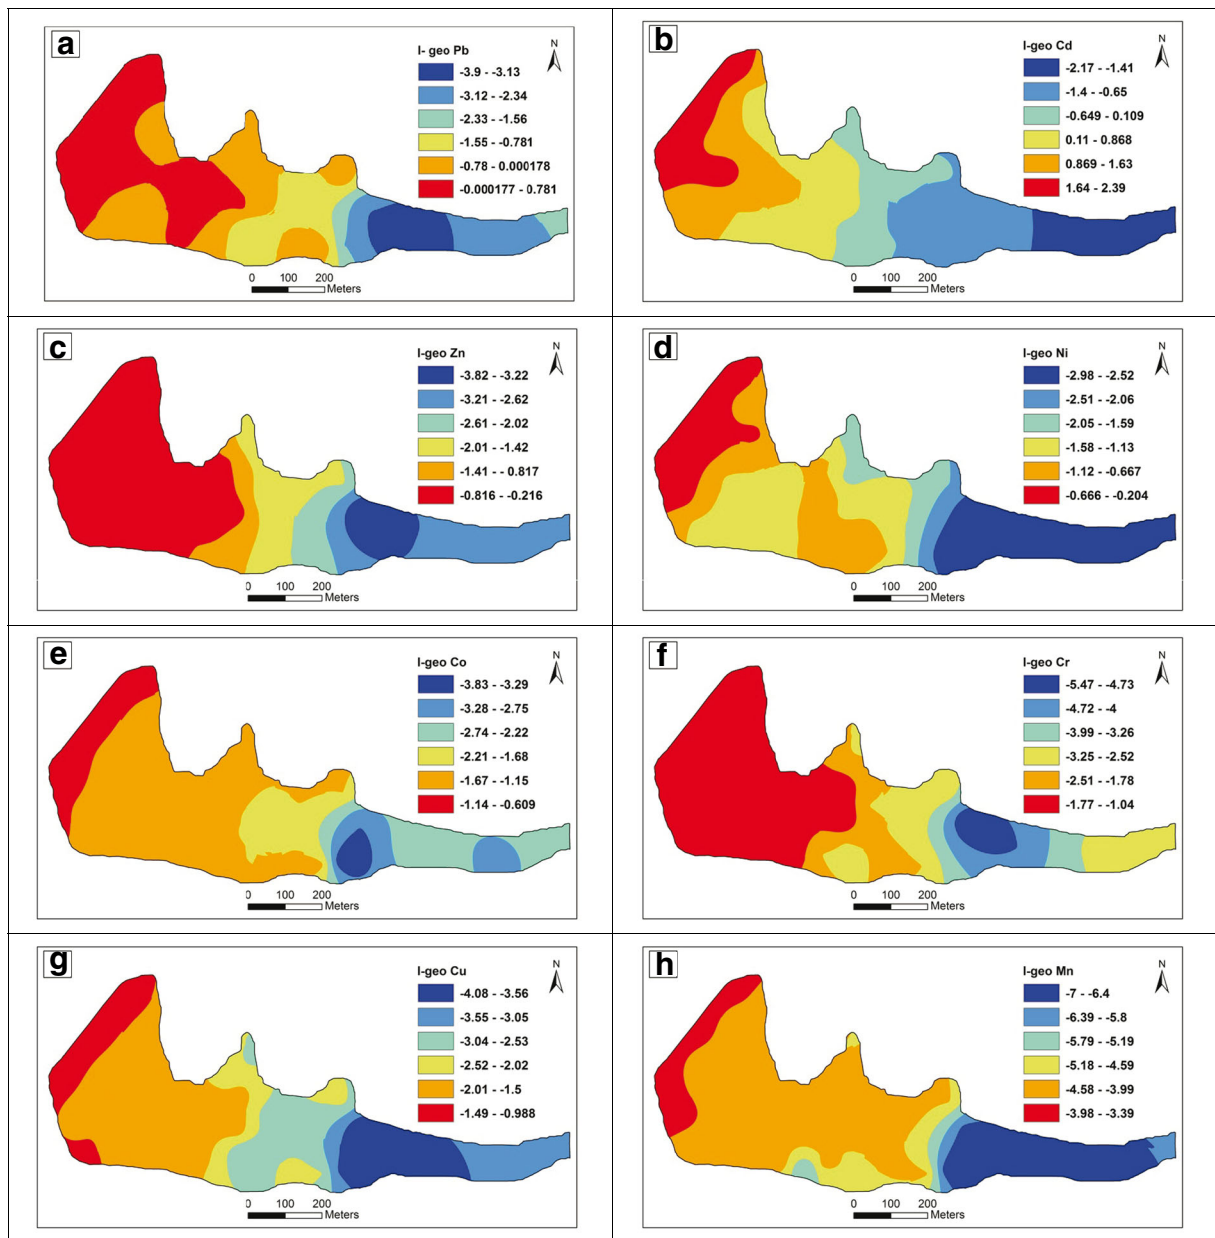 a
I- geo Pb
N
-3.9 - -3.13
-3.12 - -2.34
-2.33 - -1.56
-1.55 - -0.781
-0.78 - 0.000178
-0.000177 - 0.781
0 100 200
Meters
b
I-geo Cd
N
-2.17 - -1.41
-1.4 - -0.65
-0.649 - 0.109
0.11 - 0.868
0.869 - 1.63
1.64 - 2.39
0 100 200
Meters
c
I-geo Zn
N
-3.82 - -3.22
-3.21 - -2.62
-2.61 - -2.02
-2.01 - -1.42
-1.41 - - 0.817
-0.816 - -0.216
0 100 200
Meters
d
I-geo Ni
N
-2.98 - -2.52
-2.51 - -2.06
-2.05 - -1.59
-1.58 - -1.13
-1.12 - -0.667
-0.666 - -0.204
0 100 200
Meters
e
I-geo Co
N
-3.83 - -3.29
-3.28 - -2.75
-2.74 - -2.22
-2.21 - -1.68
-1.67 - -1.15
-1.14 - -0.609
0 100 200
Meters
f
I-geo Cr
N
-5.47 - -4.73
-4.72 - -4
-3.99 - -3.26
-3.25 - -2.52
-2.51 - -1.78
-1.77 - -1.04
0 100 200
Meters
g
I-geo Cu
N
-4.08 - -3.56
-3.55 - -3.05
-3.04 - -2.53
-2.52 - -2.02
-2.01 - -1.5
-1.49 - -0.988
0 100 200
Meters
h
I-geo Mn
N
-7 - -6.4
-6.39 - -5.8
-5.79 - -5.19
-5.18 - -4.59
-4.58 - -3.99
-3.98 - -3.39
0 100 200
Meters